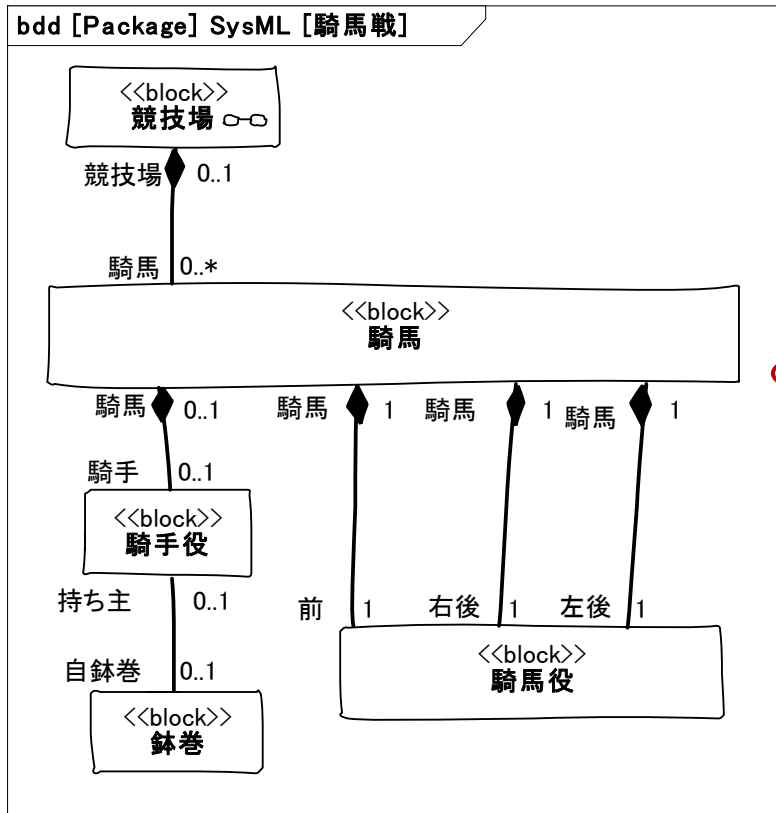 bdd [Package] SysML [騎馬戦]
<<block>>
競技場
競技場 0..1
騎馬 0..*
<<block>>
騎馬
騎馬 0..1 騎馬 1 騎馬 1 騎馬 1
騎手 0..1
<<block>>
騎手役
持ち主 0..1 前 1 右後 1 左後 1
自鉢巻 0..1
<<block>>
騎馬役
<<block>>
鉢巻